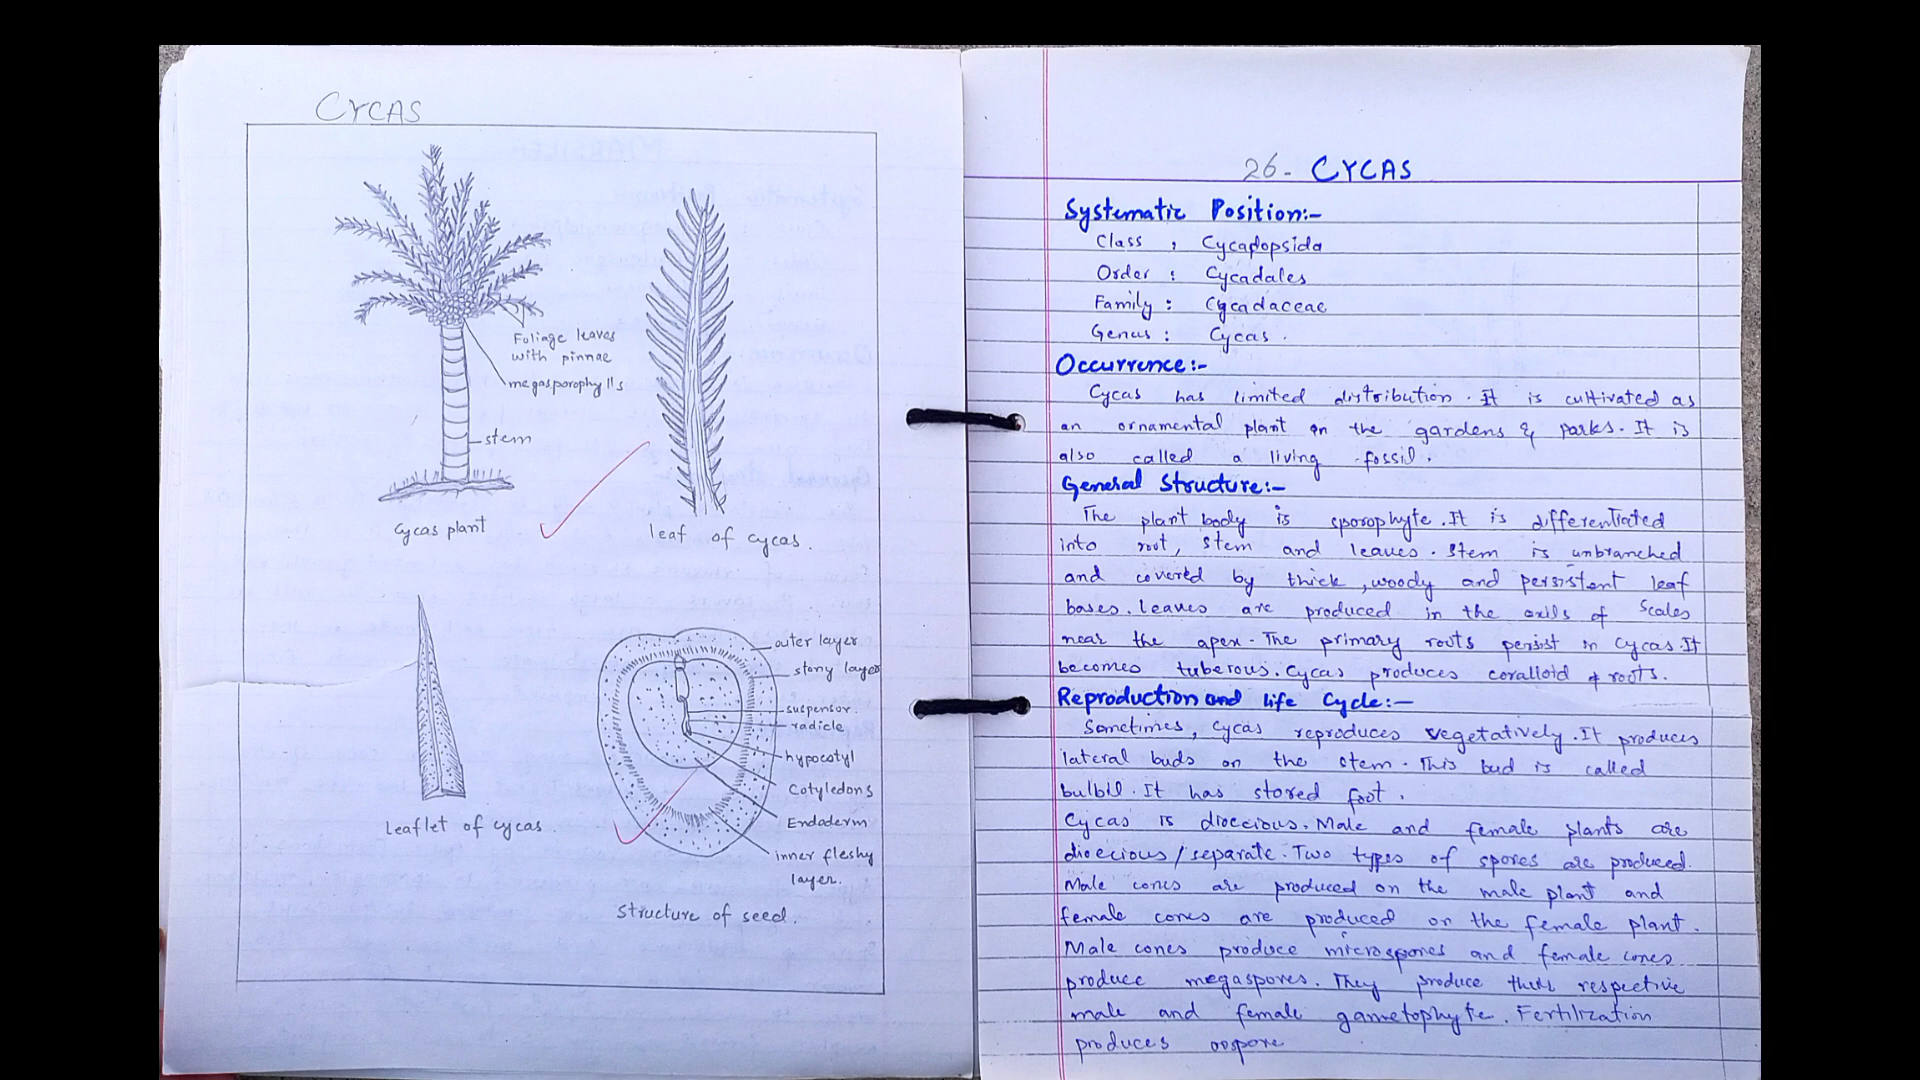 CYCAS
Foliage leaves
with pinnae
megasporophylls
stem
Cycas plant
leaf of cycas.
outer layer
stony layer
suspensor
radicle
hypocotyl
Cotyledons
Endoderm
inner fleshy
layer.
Leaflet of cycas
Structure of seed.
26- CYCAS
Systematic Position:-
Class : Cycadopsida
Order : Cycadales
Family : Cycadaceae
Genus : Cycas.
Occurrence:-
Cycas has limited distribution. It is cultivated as
an ornamental plant in the gardens & parks. It is
also called a living fossil.
General Structure:-
The plant body is sporophyte. It is differentiated
into root, stem and leaves. Stem is unbranched
and covered by thick, woody and persistent leaf
bases. Leaves are produced in the axils of scales
near the apex. The primary roots persist in cycas. It
becomes tuberous. Cycas produces coralloid roots.
Reproduction and life Cycle:-
Sometimes, Cycas reproduces vegetatively. It produces
lateral buds on the stem. This bud is called
bulbil. It has stored foot.
Cycas is dioecious. Male and female plants are
dioecious/separate. Two types of spores are produced.
Male cones are produced on the male plant and
female cones are produced on the female plant.
Male cones produce microspores and female cones
produce megaspores. They produce their respective
male and female gametophyte. Fertilization
produces oospore